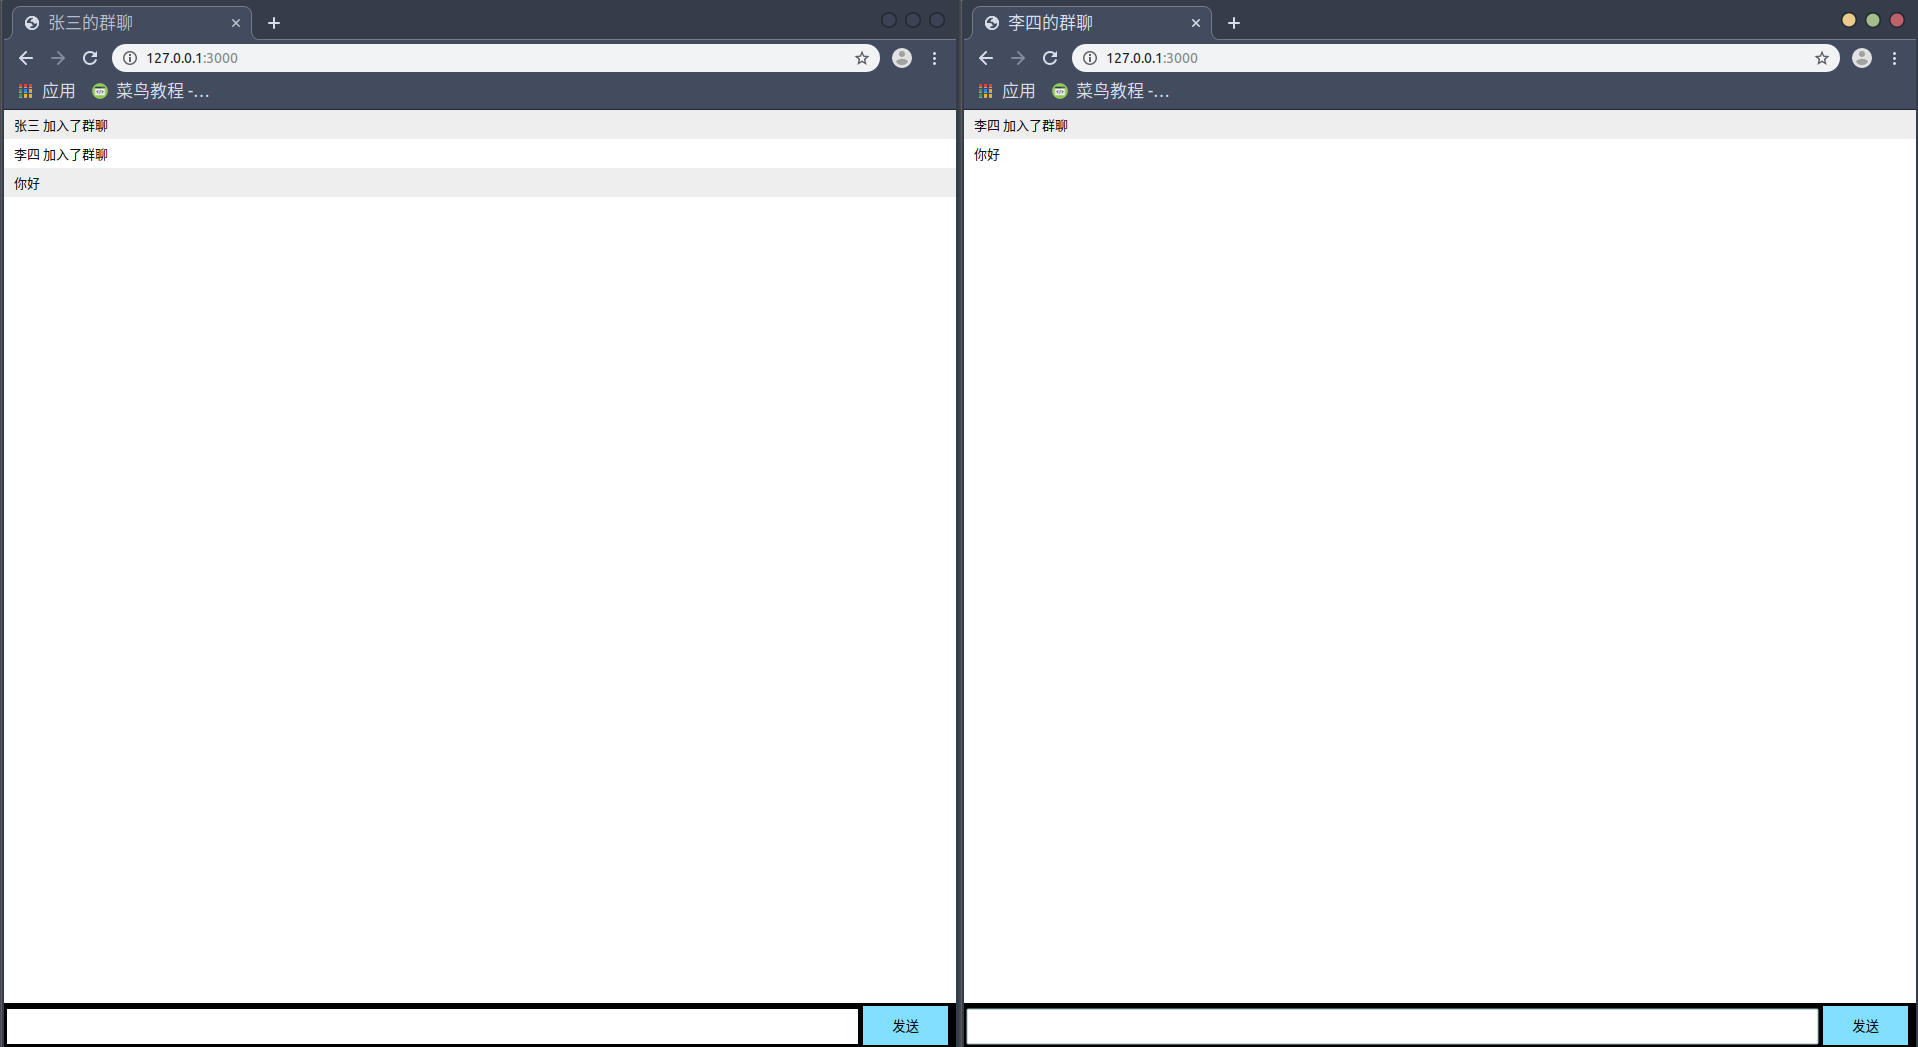 张三的群聊
127.0.0.1:3000
应用 菜鸟教程 -...
张三 加入了群聊
李四 加入了群聊
你好
发送
李四的群聊
127.0.0.1:3000
应用 菜鸟教程 -...
李四 加入了群聊
你好
发送